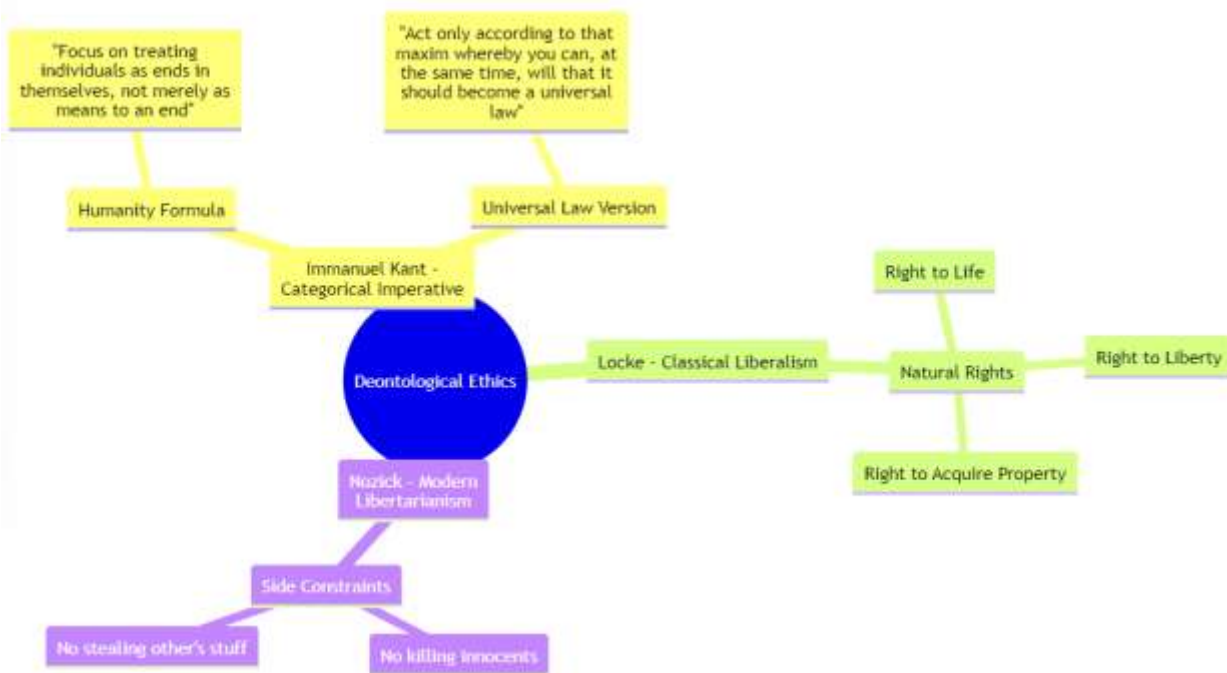 "Focus on treating
individuals as ends in
themselves, not merely as
means to an end"
"Act only according to that
maxim whereby you can, at
the same time, will that it
should become a universal
law"
Humanity Formula
Universal Law Version
Immanuel Kant -
Categorical Imperative
Right to Life
Deontological Ethics
Locke - Classical Liberalism
Natural Rights
Right to Liberty
Right to Acquire Property
Nozick - Modern
Libertarianism
Side Constraints
No stealing other's stuff
No killing innocents